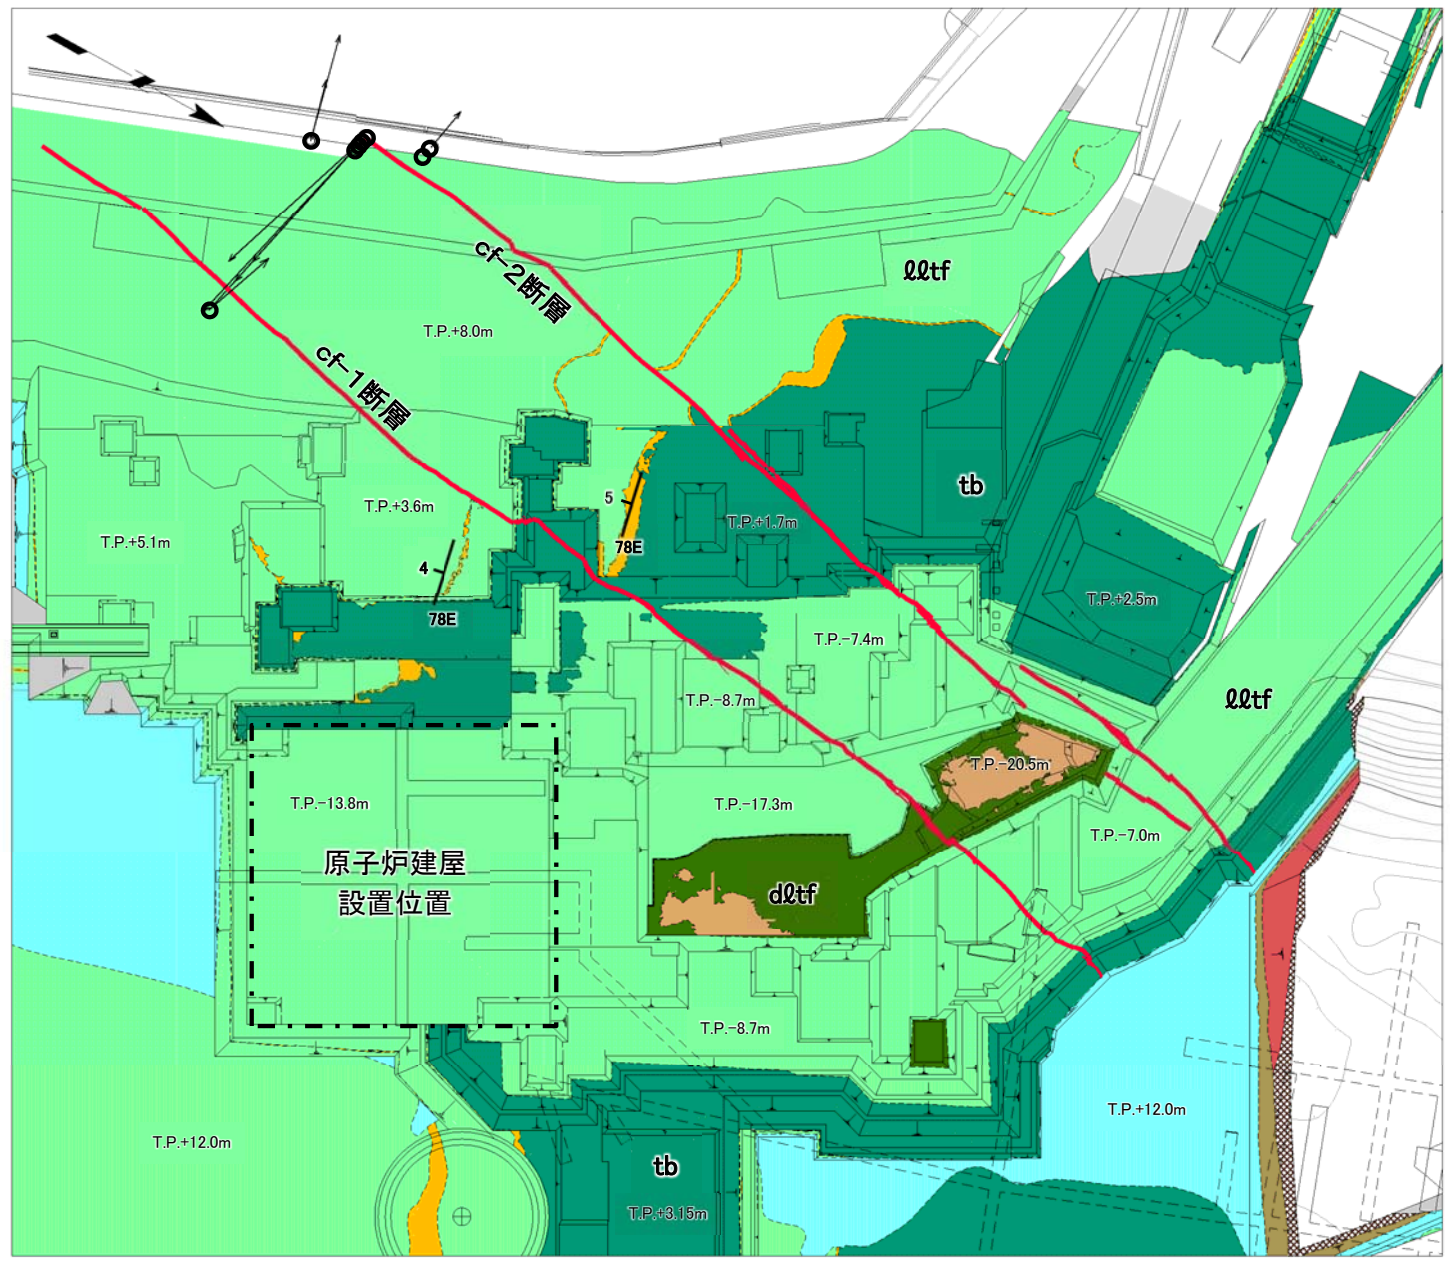 ℓℓtf
cf-2断層
T.P.+8.0m
cf-1断層
tb
5
T.P.+3.6m
T.P.+1.7m
T.P.+5.1m
78E
4
78E
T.P.+2.5m
T.P.-7.4m
T.P.-8.7m
ℓℓtf
T.P.-20.5m
T.P.-13.8m
T.P.-17.3m
T.P.-7.0m
原子炉建屋
設置位置
dℓtf
T.P.-8.7m
T.P.+12.0m
T.P.+12.0m
tb
T.P.+3.15m